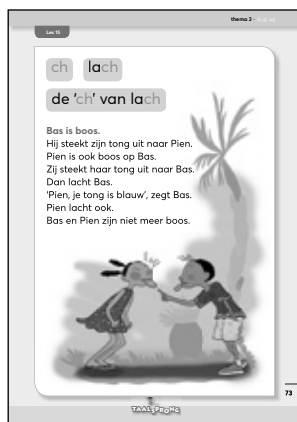 thema 3
Les 15
ch lach
de 'ch' van lach
Bas is boos.
Hij steekt zijn tong uit naar Pien.
Pien is ook boos op Bas.
Zij steekt haar tong uit naar Bas.
Dan lacht Bas.
'Pien, je tong is blauw', zegt Bas.
Pien lacht ook.
Bas en Pien zijn niet meer boos.
73
TAALSPRONG